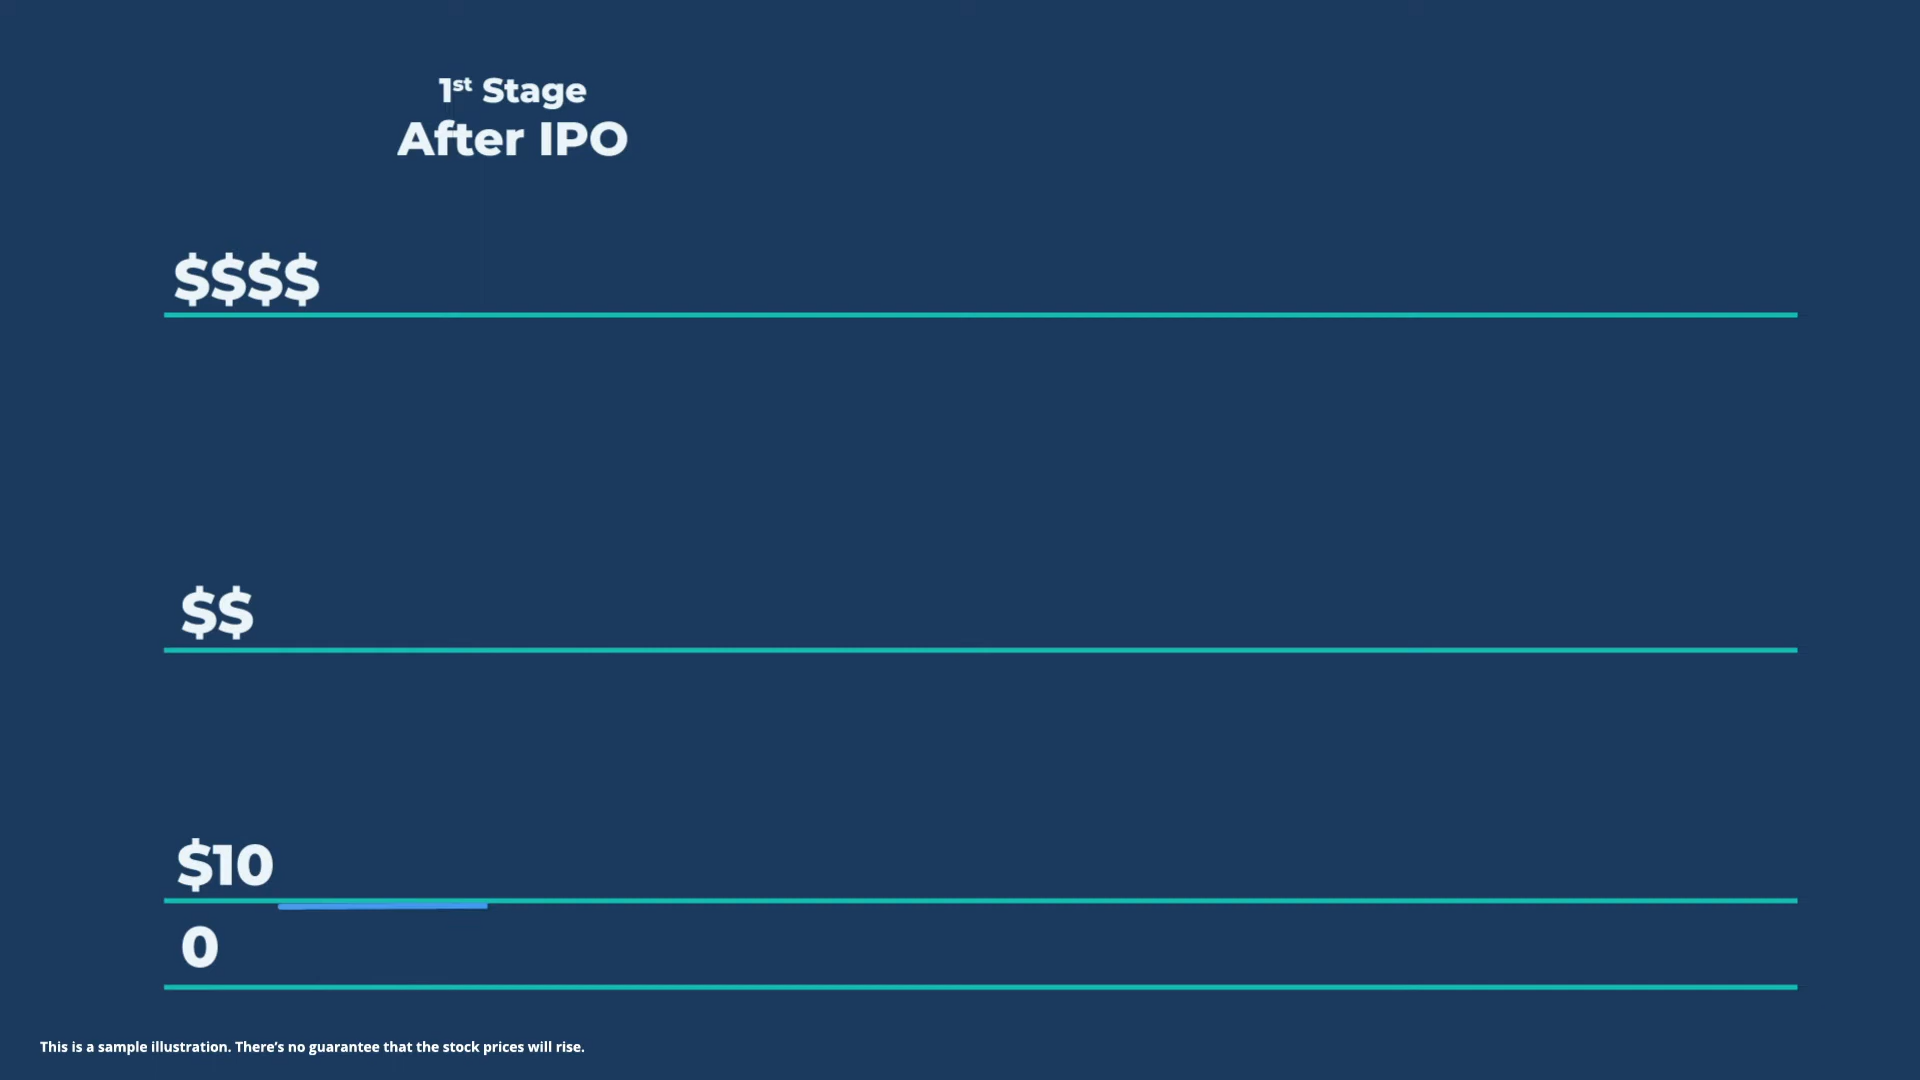 1st Stage
After IPO
$$$$
$$
$10
0
This is a sample illustration. There's no guarantee that the stock prices will rise.